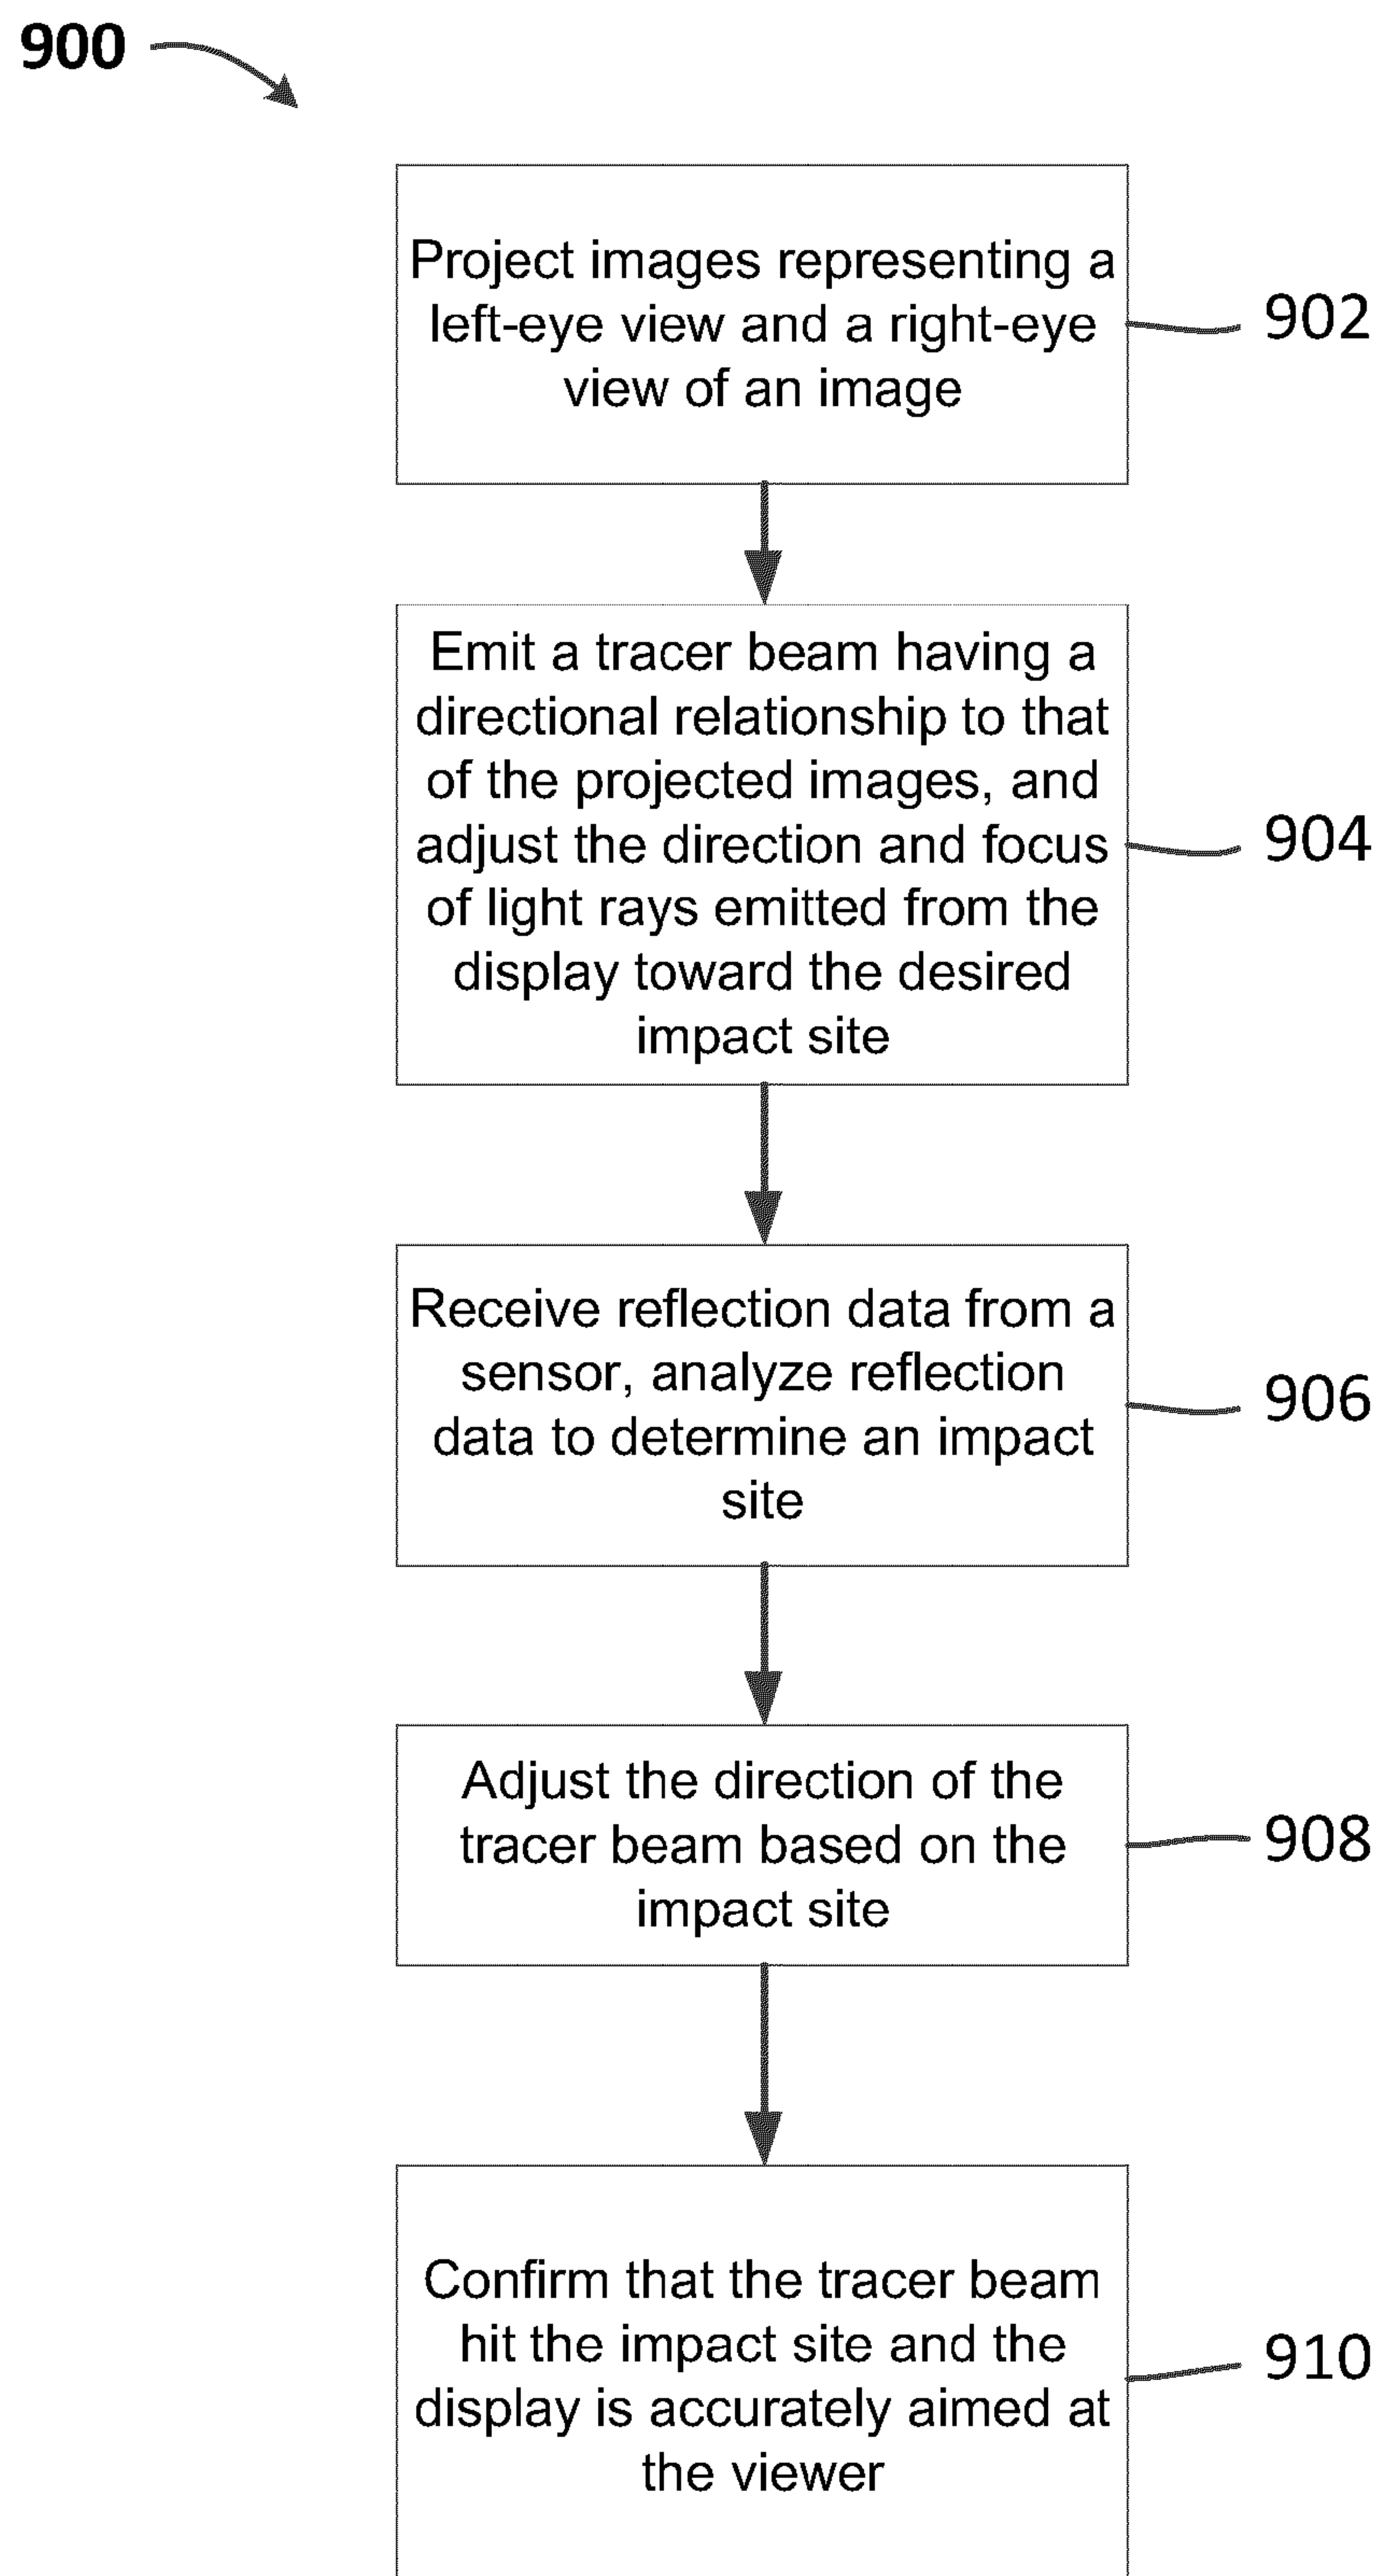 900
Project images representing a
left-eye view and a right-eye
view of an image
902
Emit a tracer beam having a
directional relationship to that
of the projected images, and
adjust the direction and focus
of light rays emitted from the
display toward the desired
impact site
904
Receive reflection data from a
sensor, analyze reflection
data to determine an impact
site
906
Adjust the direction of the
tracer beam based on the
impact site
908
Confirm that the tracer beam
hit the impact site and the
display is accurately aimed at
the viewer
910